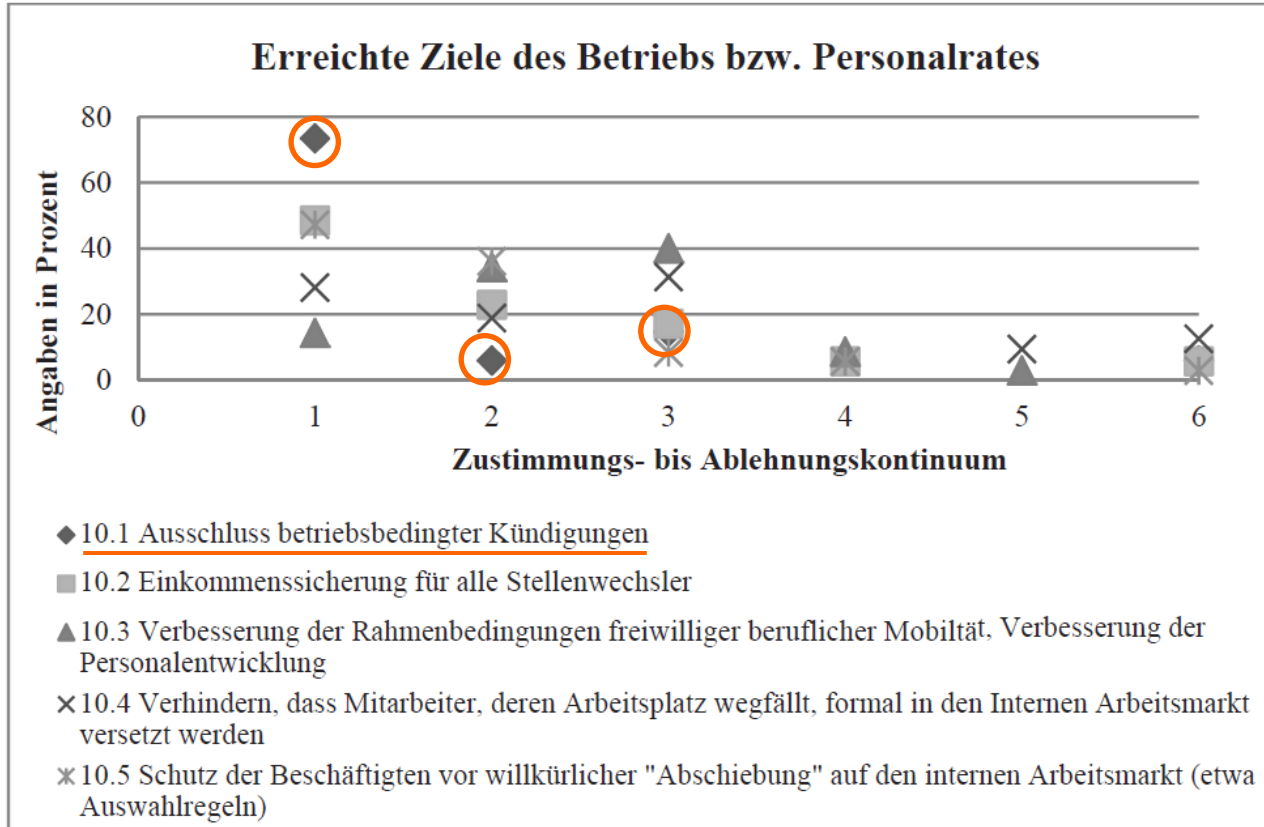 Erreichte Ziele des Betriebs bzw. Personalrates
Angaben in Prozent
80
60
40
20
0
0 1 2 3 4 5 6
Zustimmungs- bis Ablehnungskontinuum
10.1 Ausschluss betriebsbedingter Kündigungen
10.2 Einkommenssicherung für alle Stellenwechsler
10.3 Verbesserung der Rahmenbedingungen freiwilliger beruflicher Mobiltät, Verbesserung der
Personalentwicklung
10.4 Verhindern, dass Mitarbeiter, deren Arbeitsplatz wegfällt, formal in den Internen Arbeitsmarkt
versetzt werden
10.5 Schutz der Beschäftigten vor willkürlicher "Abschiebung" auf den internen Arbeitsmarkt (etwa
Auswahlregeln)